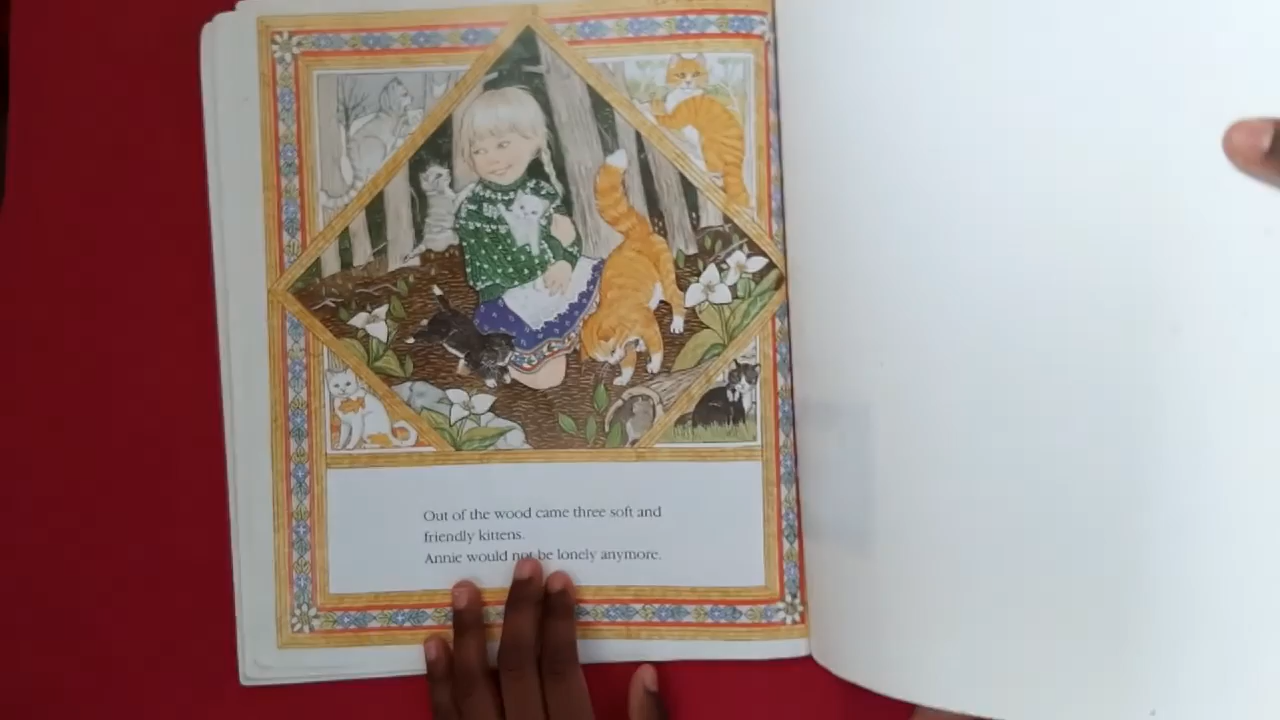 Out of the wood came three soft and
friendly kittens.
Annie would not be lonely anymore.